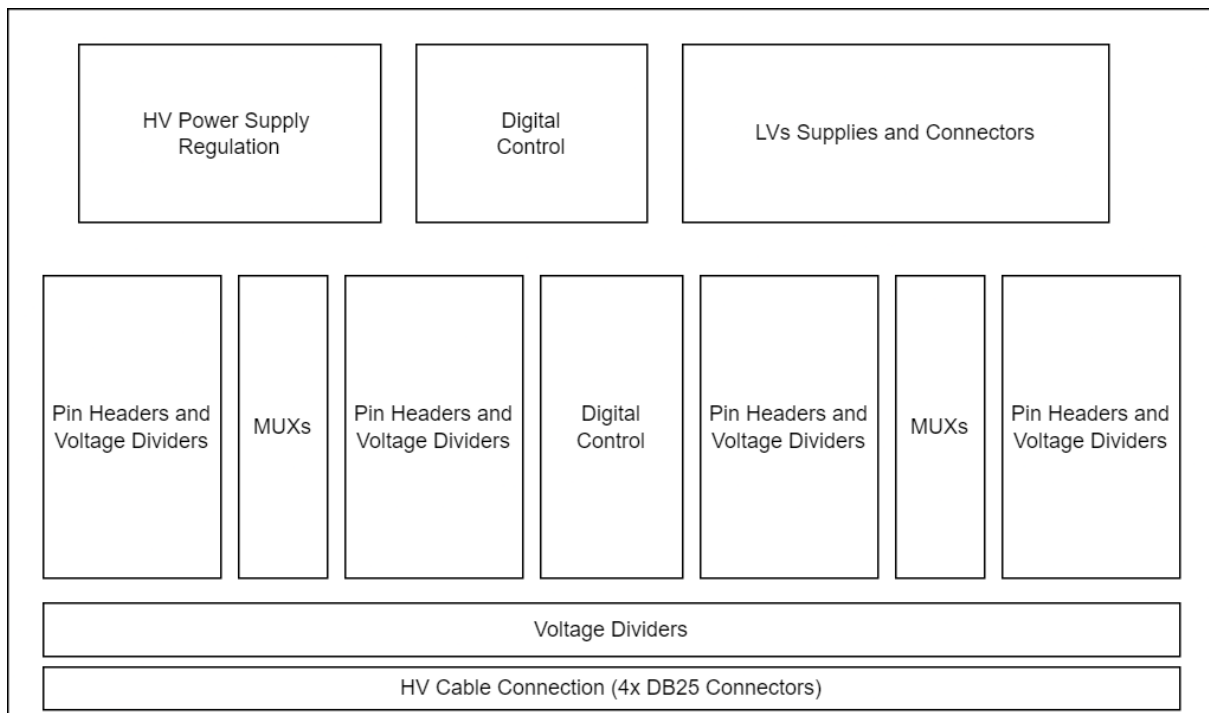 HV Power Supply
Regulation
Digital
Control
LVs Supplies and Connectors
Pin Headers and
Voltage Dividers
MUXs
Pin Headers and
Voltage Dividers
Digital
Control
Pin Headers and
Voltage Dividers
MUXs
Pin Headers and
Voltage Dividers
Voltage Dividers
HV Cable Connection (4x DB25 Connectors)